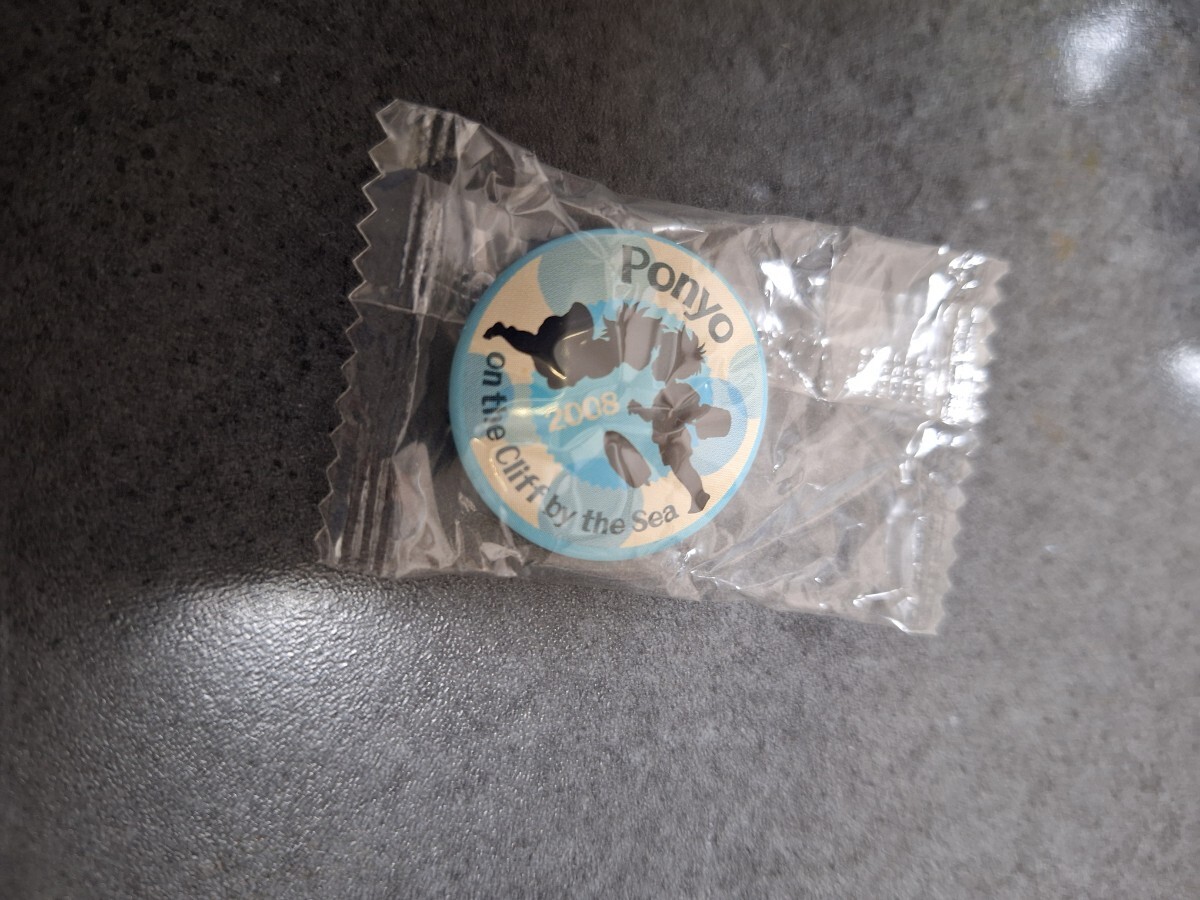 Ponyo
on the Cliff by the Sea
2008